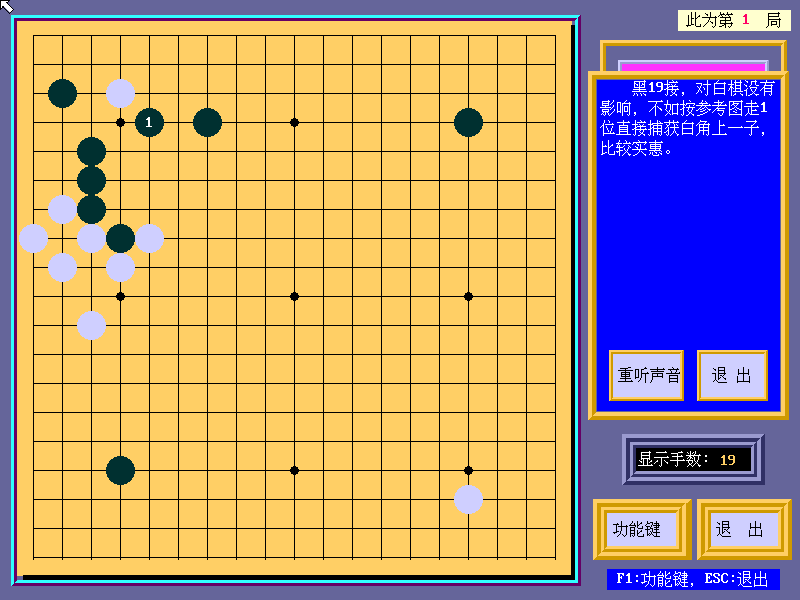 此为第 1 局
黑19接，对白棋没有
影响，不如按参考图走1
位直接捕获白角上一子，
比较实惠。
1
重听声音
退 出
显示手数： 19
功能键
退 出
F1:功能键，ESC:退出